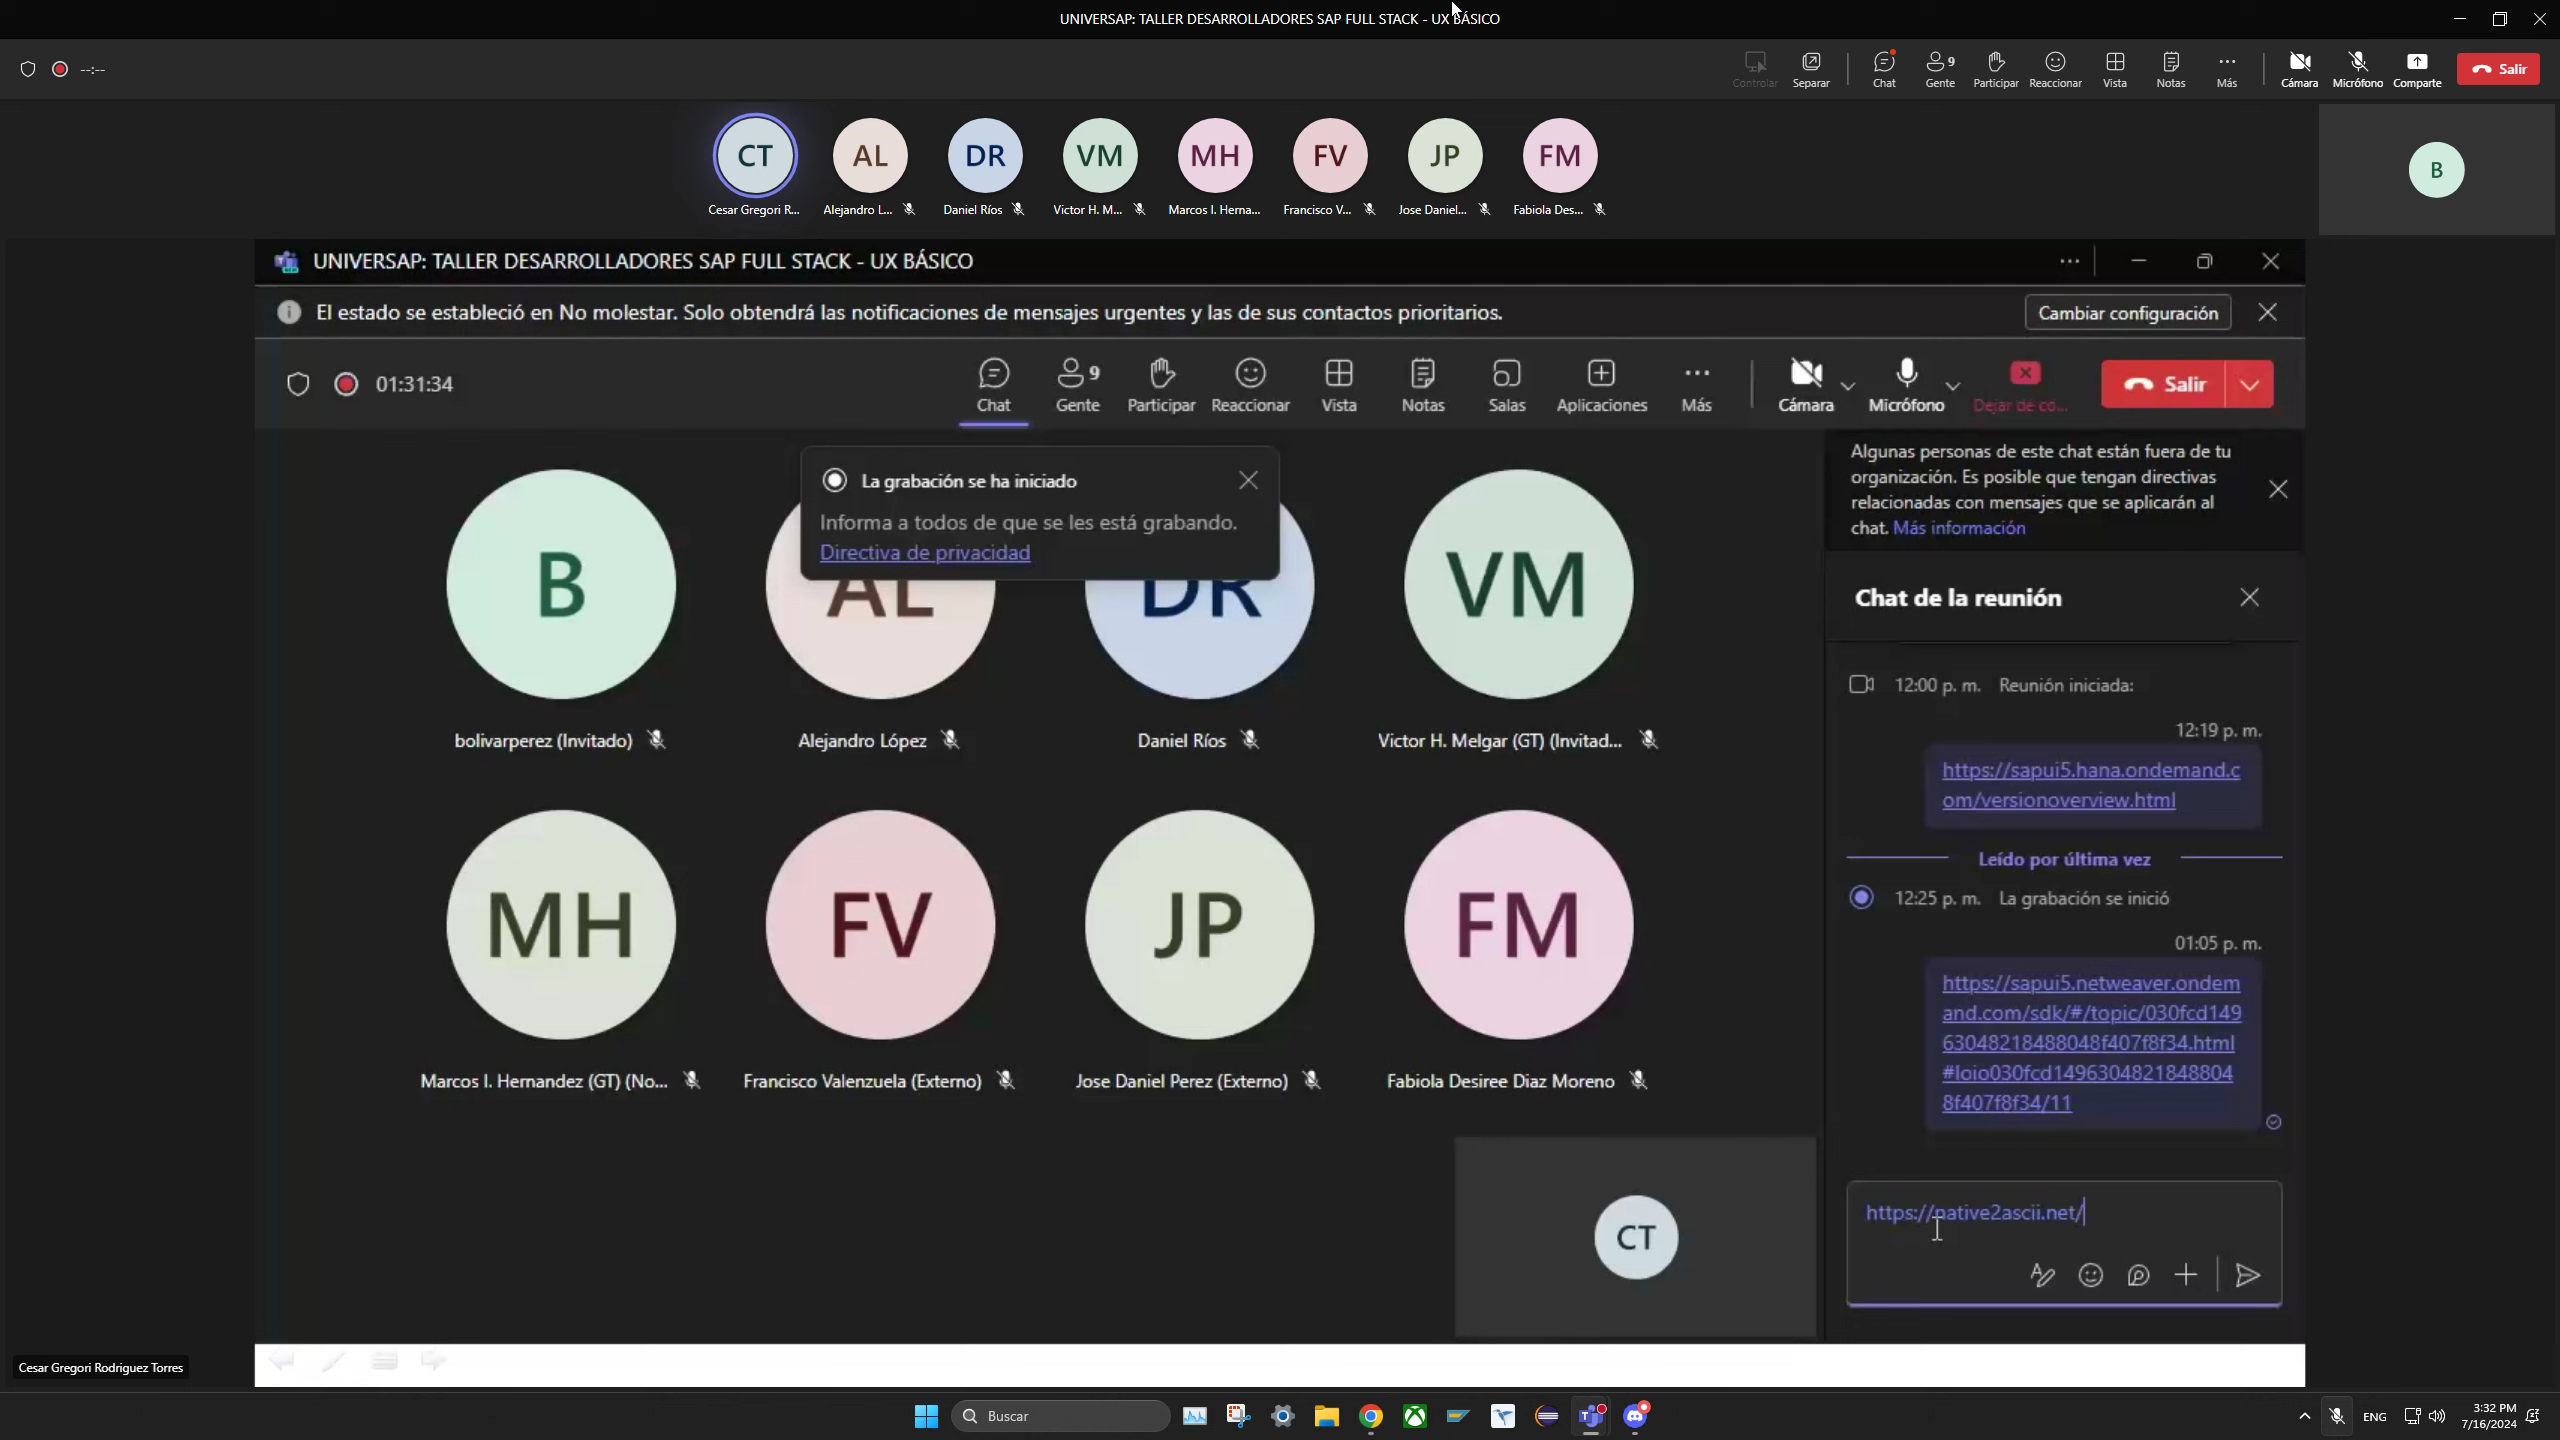 UNIVERSAP: TALLER DESARROLLADORES SAP FULL STACK - UX BÁSICO
--:--
Controlar
Separar
Chat
9
Gente
Participar
Reaccionar
Vista
Notas
Más
Cámara
Micrófono
Comparte
Salir
CT
AL
DR
VM
MH
FV
JP
FM
B
Cesar Gregori R...
Alejandro L...
Daniel Ríos
Victor H. M...
Marcos I. Herna...
Francisco V...
Jose Daniel...
Fabiola Des...
UNIVERSAP: TALLER DESARROLLADORES SAP FULL STACK - UX BÁSICO
El estado se estableció en No molestar. Solo obtendrá las notificaciones de mensajes urgentes y las de sus contactos prioritarios.
Cambiar configuración
01:31:34
Chat
9
Gente
Participar
Reaccionar
Vista
Notas
Salas
Aplicaciones
Más
Cámara
Micrófono
Dejar de co...
Salir
La grabación se ha iniciado
Informa a todos de que se les está grabando.
Directiva de privacidad
B
AL
DR
VM
bolivarperez (Invitado)
Alejandro López
Daniel Ríos
Victor H. Melgar (GT) (Invitad...
MH
FV
JP
FM
Marcos I. Hernandez (GT) (No...
Francisco Valenzuela (Externo)
Jose Daniel Perez (Externo)
Fabiola Desiree Diaz Moreno
CT
Algunas personas de este chat están fuera de tu
organización. Es posible que tengan directivas
relacionadas con mensajes que se aplicarán al
chat. Más información
Chat de la reunión
12:00 p. m. Reunión iniciada:
12:19 p. m.
https://sapui5.hana.ondemand.c
om/versionoverview.html
Leído por última vez
12:25 p. m. La grabación se inició
01:05 p. m.
https://sapui5.netweaver.ondem
and.com/sdk/#/topic/030fcd149
63048218488048f407f8f34.html
#loio030fcd1496304821848804
8f407f8f34/11
https://native2ascii.net/
Cesar Gregori Rodriguez Torres
Buscar
ENG
3:32 PM
7/16/2024